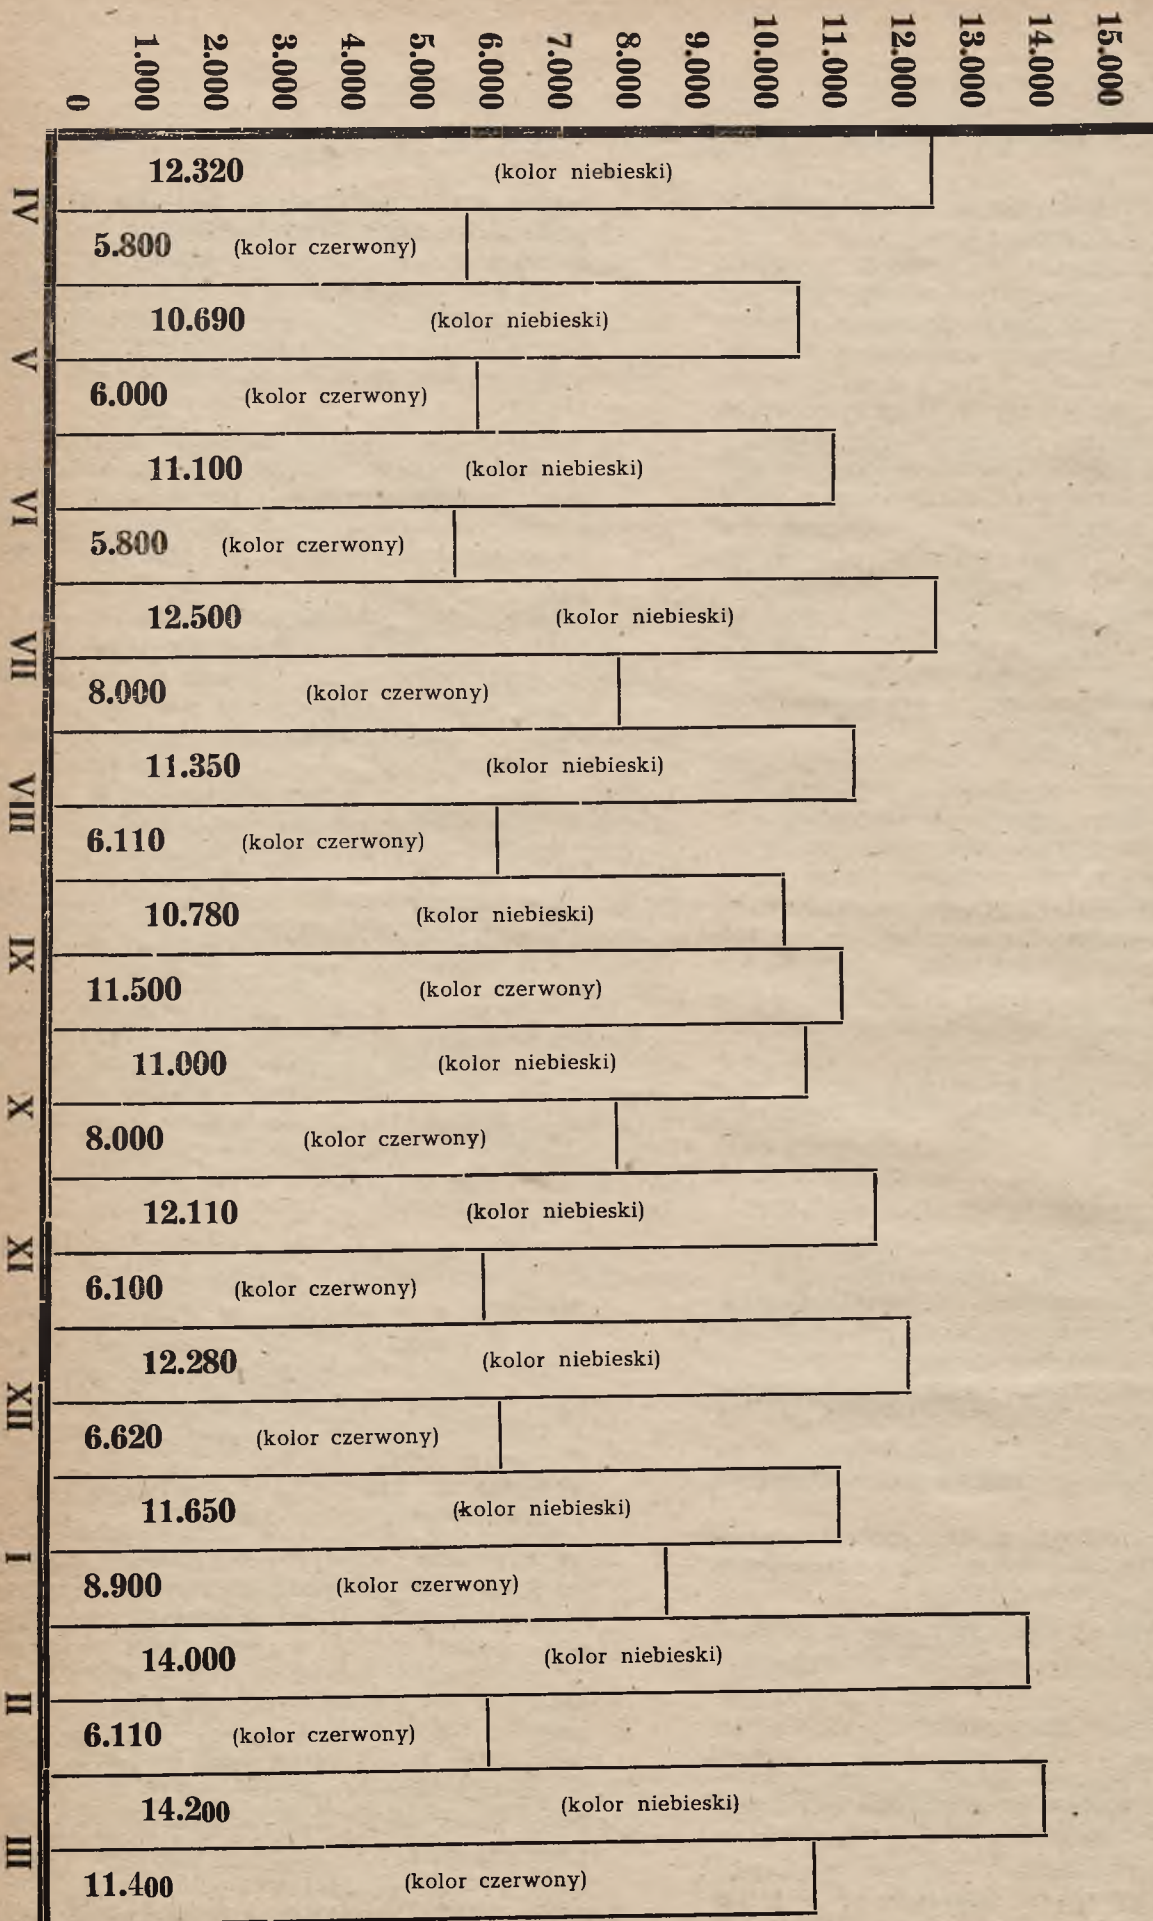 0
1.000
2.000
3.000
4.000
5.000
6.000
7.000
8.000
9.000
10.000
11.000
12.000
13.000
14.000
15.000
IV
12.320 (kolor niebieski)
5.800 (kolor czerwony)
V
10.690 (kolor niebieski)
6.000 (kolor czerwony)
VI
11.100 (kolor niebieski)
5.800 (kolor czerwony)
VII
12.500 (kolor niebieski)
8.000 (kolor czerwony)
VIII
11.350 (kolor niebieski)
6.110 (kolor czerwony)
IX
10.780 (kolor niebieski)
11.500 (kolor czerwony)
X
11.000 (kolor niebieski)
8.000 (kolor czerwony)
XI
12.110 (kolor niebieski)
6.100 (kolor czerwony)
XII
12.280 (kolor niebieski)
6.620 (kolor czerwony)
I
11.650 (kolor niebieski)
8.900 (kolor czerwony)
II
14.000 (kolor niebieski)
6.110 (kolor czerwony)
III
14.200 (kolor niebieski)
11.400 (kolor czerwony)